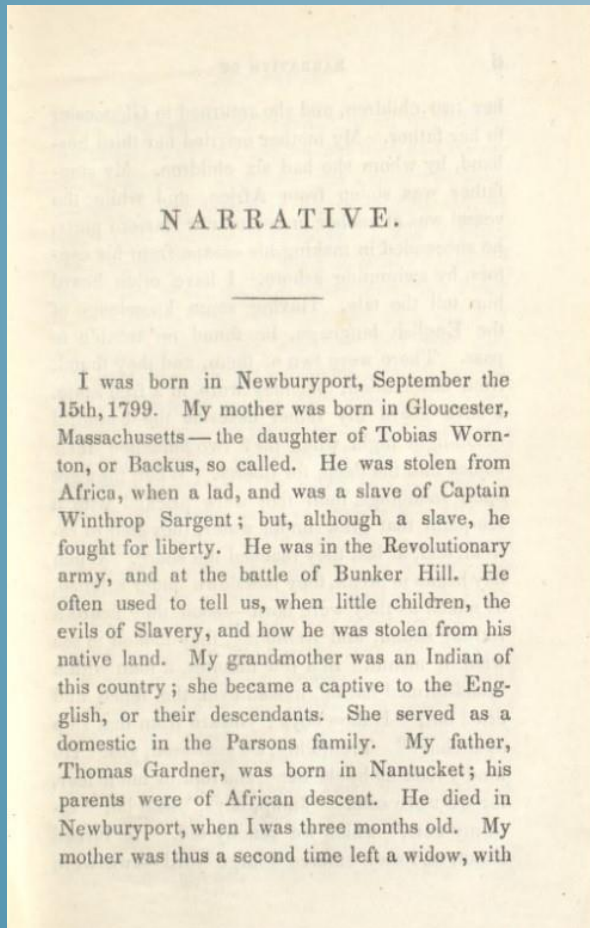 NARRATIVE.
I was born in Newburyport, September the
15th, 1799. My mother was born in Gloucester,
Massachusetts — the daughter of Tobias Worn-
ton, or Backus, so called. He was stolen from
Africa, when a lad, and was a slave of Captain
Winthrop Sargent; but, although a slave, he
fought for liberty. He was in the Revolutionary
army, and at the battle of Bunker Hill. He
often used to tell us, when little children, the
evils of Slavery, and how he was stolen from his
native land. My grandmother was an Indian of
this country; she became a captive to the Eng-
glish, or their descendants. She served as a
domestic in the Parsons family. My father,
Thomas Gardner, was born in Nantucket; his
parents were of African descent. He died in
Newburyport, when I was three months old. My
mother was thus a second time left a widow, with